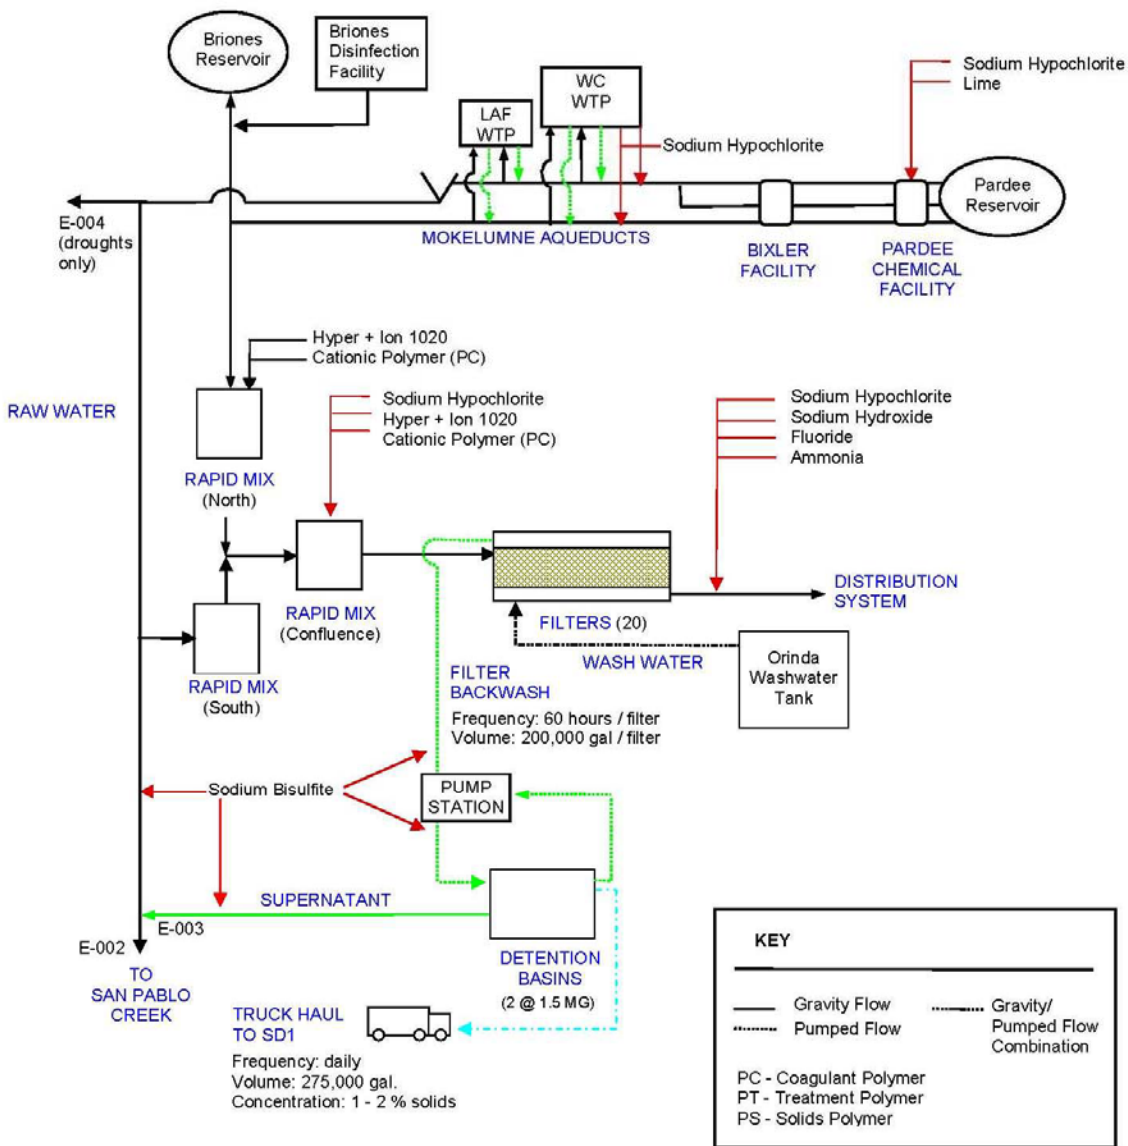 Briones
Reservoir
Briones
Disinfection
Facility
LAF
WTP
WC
WTP
Sodium Hypochlorite
Lime
Sodium Hypochlorite
Pardee
Reservoir
E-004
(droughts
only)
MOKELUMNE AQUEDUCTS
BIXLER
FACILITY
PARDEE
CHEMICAL
FACILITY
Hyper + Ion 1020
Cationic Polymer (PC)
RAW WATER
Sodium Hypochlorite
Hyper + Ion 1020
Cationic Polymer (PC)
Sodium Hypochlorite
Sodium Hydroxide
Fluoride
Ammonia
RAPID MIX
(North)
RAPID MIX
(Confluence)
DISTRIBUTION
SYSTEM
FILTERS (20)
WASH WATER
Orinda
Washwater
Tank
RAPID MIX
(South)
FILTER
BACKWASH
Frequency: 60 hours / filter
Volume: 200,000 gal / filter
Sodium Bisulfite
PUMP
STATION
SUPERNATANT
E-003
E-002
TO
SAN PABLO
CREEK
DETENTION
BASINS
(2 @ 1.5 MG)
TRUCK HAUL
TO SD1
Frequency: daily
Volume: 275,000 gal.
Concentration: 1 - 2 % solids
KEY
Gravity Flow
Pumped Flow
Gravity/
Pumped Flow
Combination
PC - Coagulant Polymer
PT - Treatment Polymer
PS - Solids Polymer